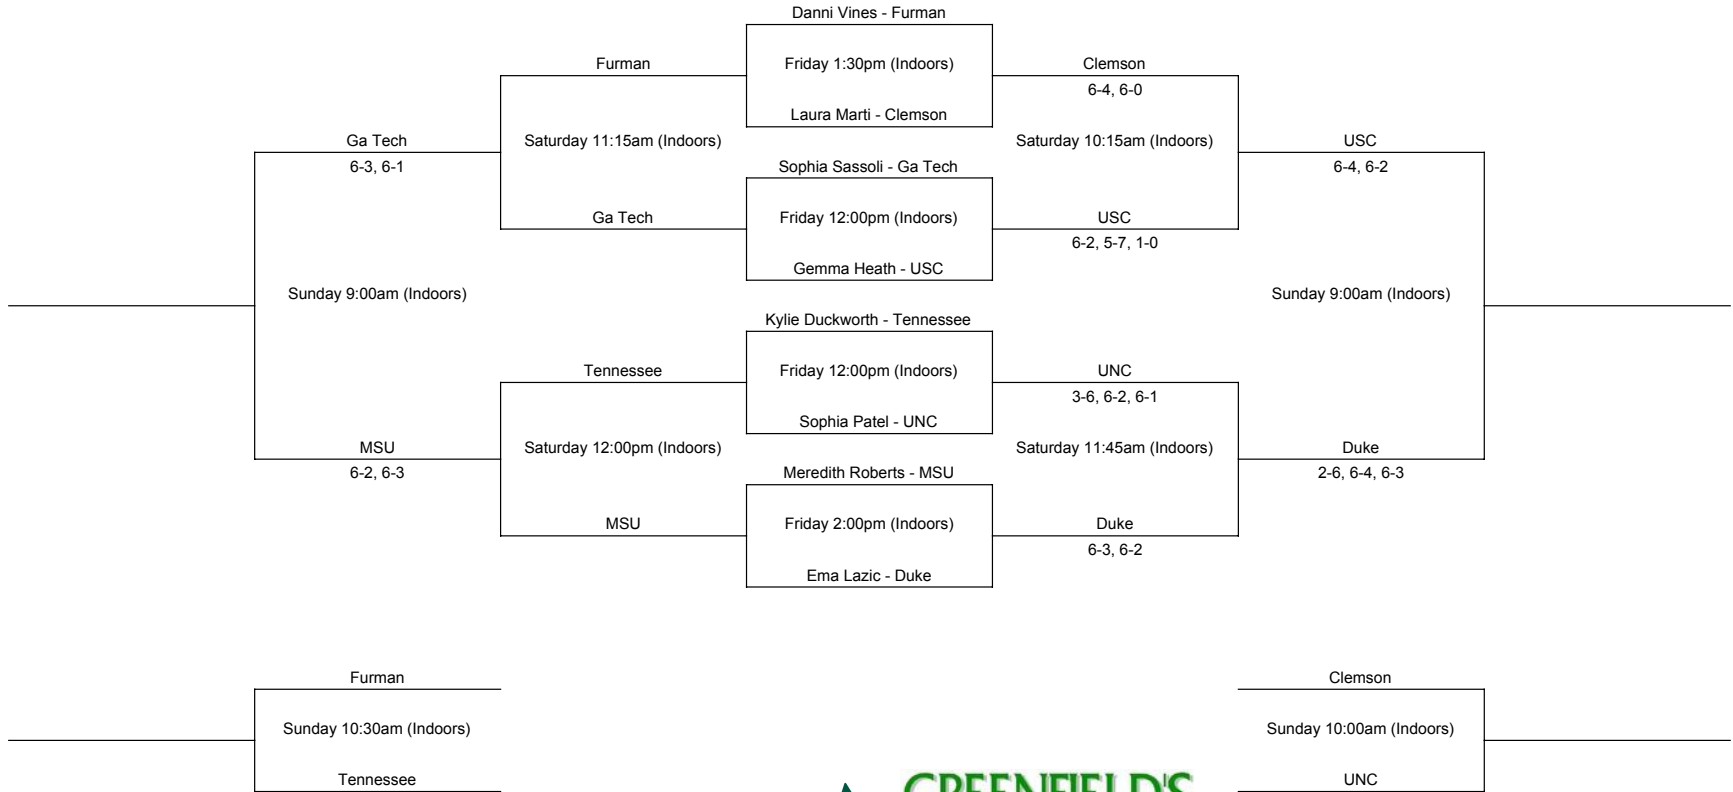 Danni Vines - Furman
Furman
Friday 1:30pm (Indoors)
Clemson
6-4, 6-0
Laura Marti - Clemson
Ga Tech
Saturday 11:15am (Indoors)
Saturday 10:15am (Indoors)
USC
6-3, 6-1
Sophia Sassoli - Ga Tech
6-4, 6-2
Ga Tech
Friday 12:00pm (Indoors)
USC
6-2, 5-7, 1-0
Gemma Heath - USC
Sunday 9:00am (Indoors)
Sunday 9:00am (Indoors)
Kylie Duckworth - Tennessee
Tennessee
Friday 12:00pm (Indoors)
UNC
3-6, 6-2, 6-1
Sophia Patel - UNC
MSU
Saturday 12:00pm (Indoors)
Saturday 11:45am (Indoors)
Duke
6-2, 6-3
Meredith Roberts - MSU
2-6, 6-4, 6-3
MSU
Friday 2:00pm (Indoors)
Duke
6-3, 6-2
Ema Lazic - Duke
Furman
Clemson
Sunday 10:30am (Indoors)
Sunday 10:00am (Indoors)
Tennessee
GREENFIELD'S
UNC